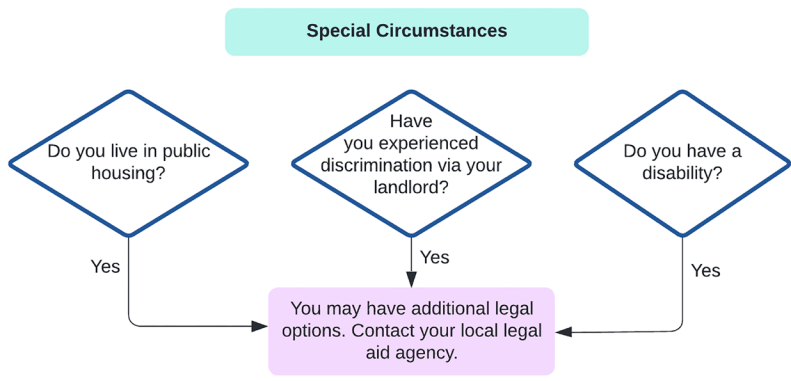 Special Circumstances
Do you live in public
housing?
Have
you experienced
discrimination via your
landlord?
Do you have a
disability?
Yes
Yes
Yes
You may have additional legal
options. Contact your local legal
aid agency.